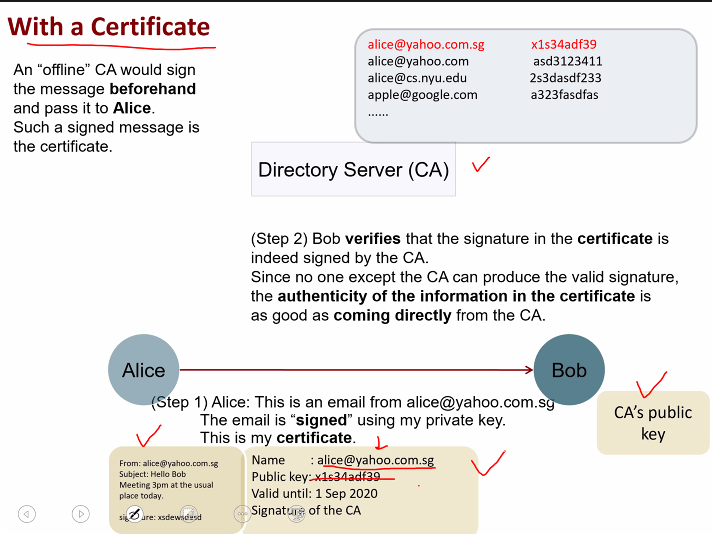 With a Certificate
An “offline” CA would sign
the message beforehand
and pass it to Alice.
Such a signed message is
the certificate.
alice@yahoo.com.sg x1s34adf39
alice@yahoo.com asd3123411
alice@cs.nyu.edu 2s3dasdf233
apple@google.com a323fasdfas
......
Directory Server (CA)
(Step 2) Bob verifies that the signature in the certificate is
indeed signed by the CA.
Since no one except the CA can produce the valid signature,
the authenticity of the information in the certificate is
as good as coming directly from the CA.
Alice
Bob
(Step 1) Alice: This is an email from alice@yahoo.com.sg
The email is “signed” using my private key.
This is my certificate.
CA’s public
key
From: alice@yahoo.com.sg
Subject: Hello Bob
Meeting 3pm at the usual
place today.
signature: xsdewsdesd
Name : alice@yahoo.com.sg
Public key: x1s34adf39
Valid until: 1 Sep 2020
Signature of the CA